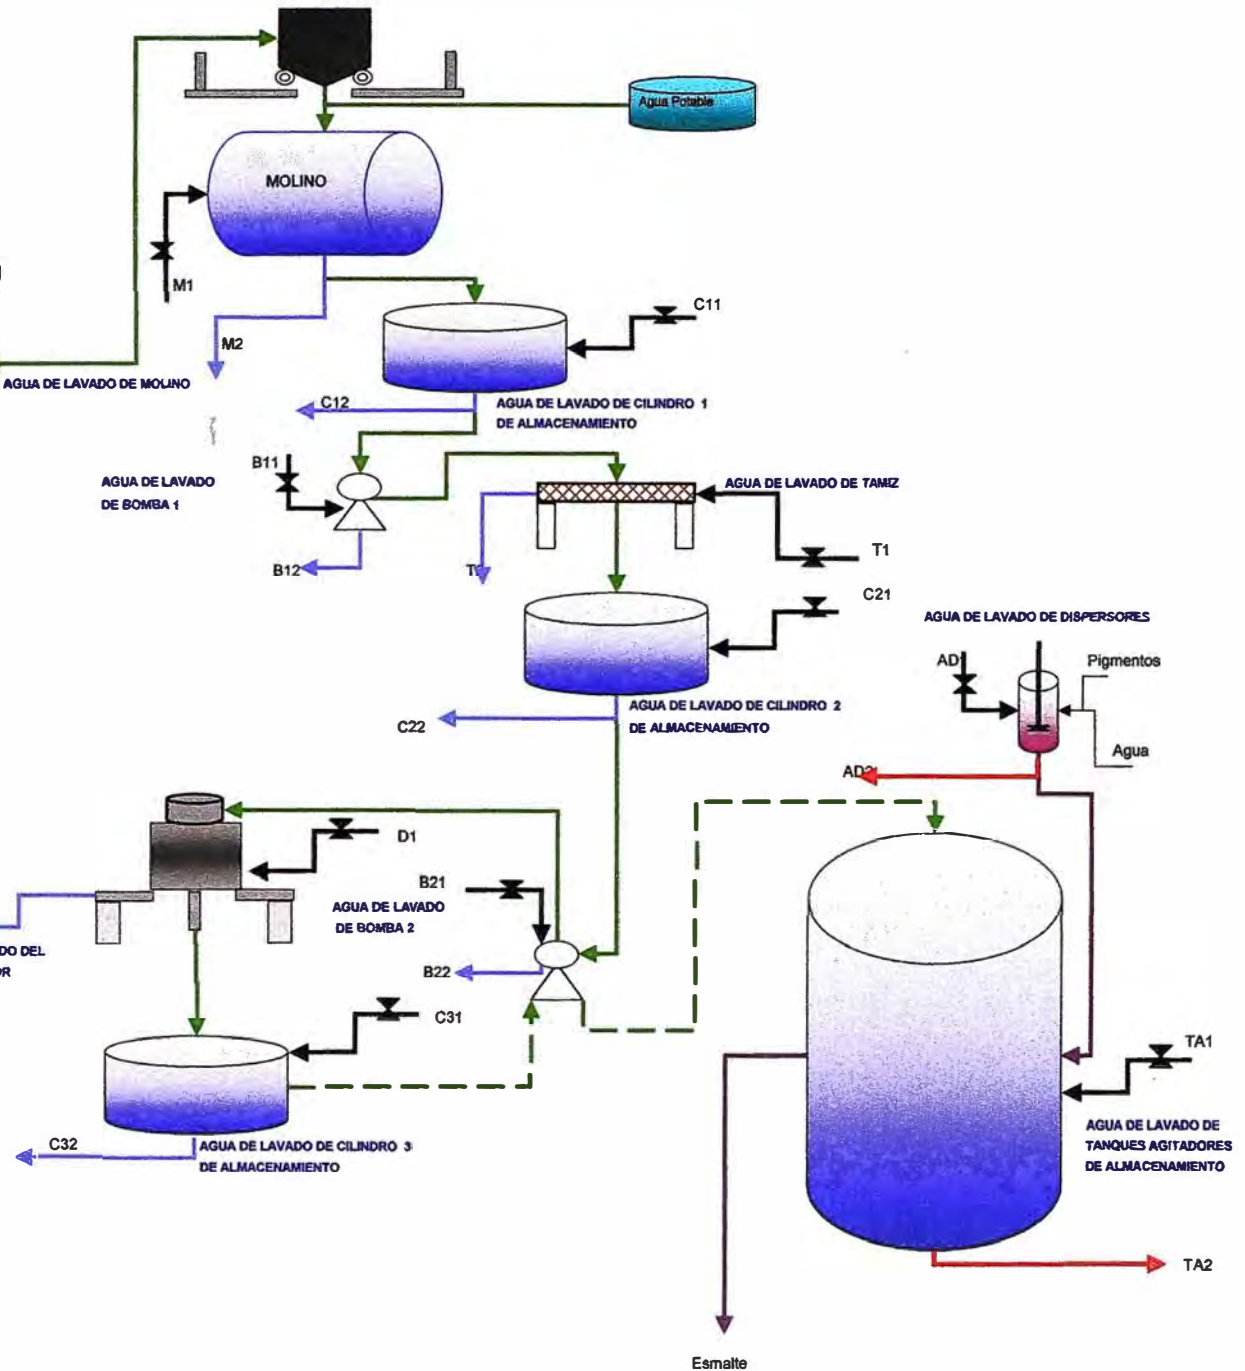 Agua Potable
MOLINO
M1
C11
M2
AGUA DE LAVADO DE MOLINO
C12
AGUA DE LAVADO DE CILINDRO 1
DE ALMACENAMIENTO
B11
AGUA DE LAVADO
DE BOMBA 1
AGUA DE LAVADO DE TAMIZ
T1
B12
C21
AGUA DE LAVADO DE DISPERSORES
AD
Pigmentos
AGUA DE LAVADO DE CILINDRO 2
DE ALMACENAMIENTO
C22
Agua
AD2
D1
B21
AGUA DE LAVADO
DE BOMBA 2
DO DEL
OR
B22
C31
TA1
AGUA DE LAVADO DE
TANQUES AGITADORES
DE ALMACENAMIENTO
C32
AGUA DE LAVADO DE CILINDRO 3
DE ALMACENAMIENTO
TA2
Esmalte